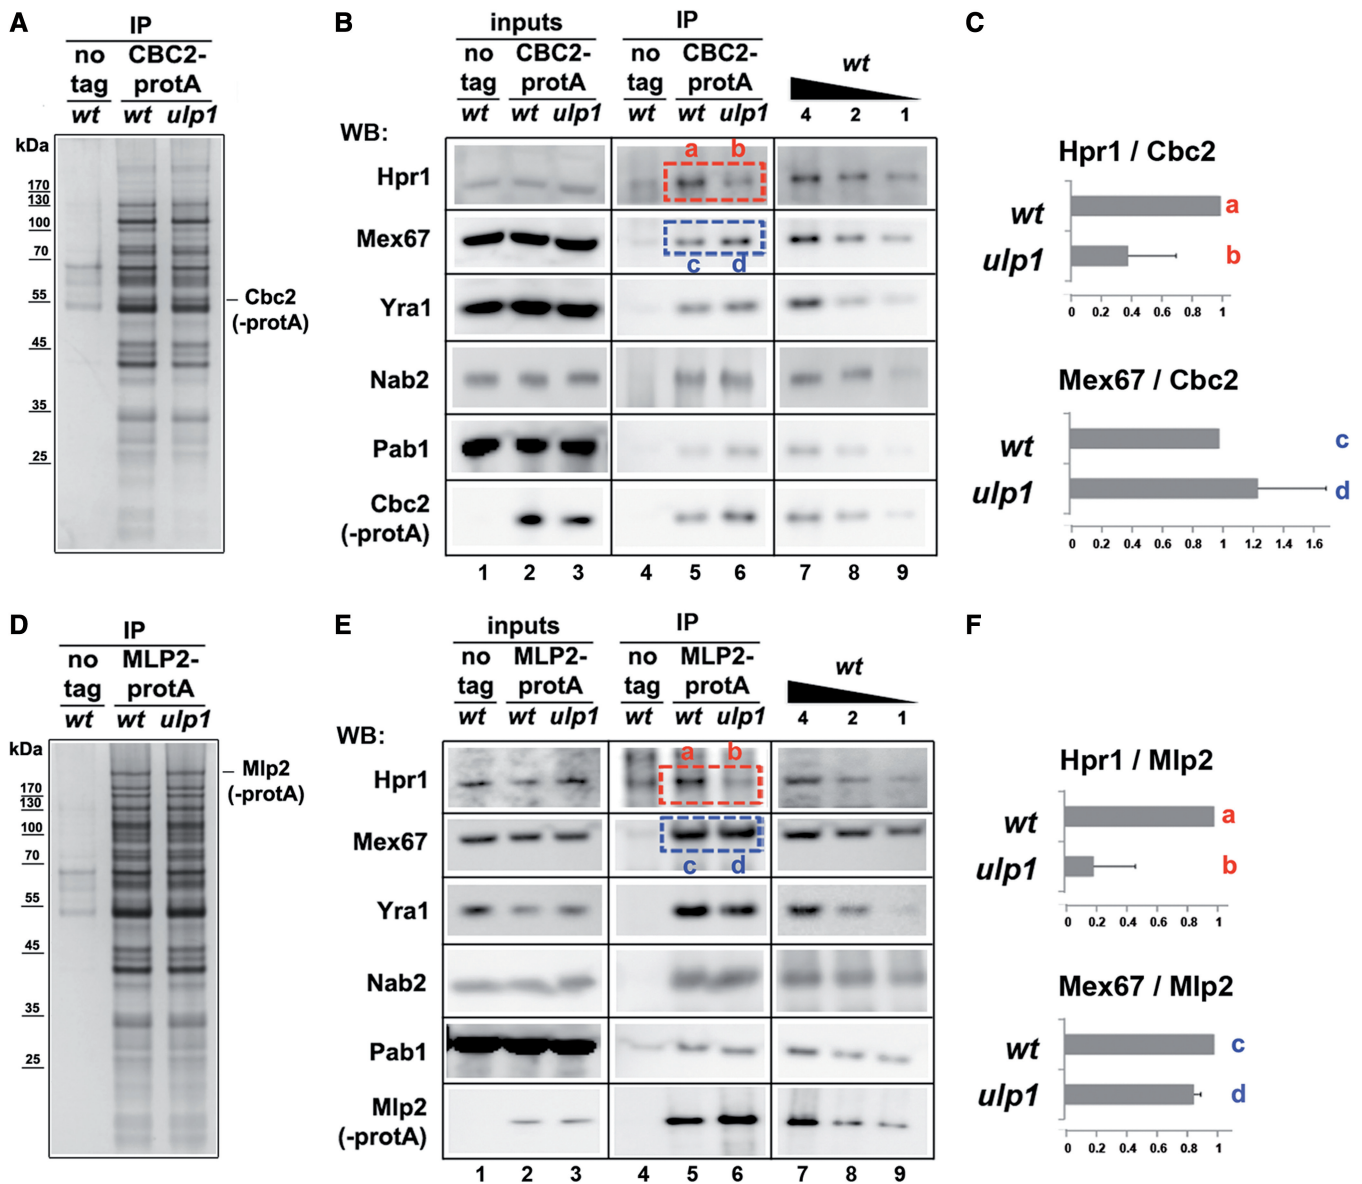 A
IP
no
tag
CBC2-
protA
wt
wt
ulp1
kDa
170
130
100
70
55
45
35
25
Cbc2
(-protA)
B
inputs
IP
no
tag
CBC2-
protA
no
tag
CBC2-
protA
wt
wt
wt
ulp1
wt
wt
ulp1
4
2
1
WB:
a
b
Hpr1
Mex67
c
d
Yra1
Nab2
Pab1
Cbc2
(-protA)
1
2
3
4
5
6
7
8
9
C
Hpr1 / Cbc2
wt
a
ulp1
b
0
0.2
0.4
0.6
0.8
1
Mex67 / Cbc2
wt
c
ulp1
d
0
0.2
0.4
0.6
0.8
1
1.2
1.4
1.6
D
IP
no
tag
MLP2-
protA
wt
wt
ulp1
kDa
170
130
100
70
55
45
35
25
Mlp2
(-protA)
E
inputs
IP
no
tag
MLP2-
protA
no
tag
MLP2-
protA
wt
wt
wt
ulp1
wt
wt
ulp1
4
2
1
WB:
a
b
Hpr1
Mex67
c
d
Yra1
Nab2
Pab1
Mlp2
(-protA)
1
2
3
4
5
6
7
8
9
F
Hpr1 / Mlp2
wt
a
ulp1
b
0
0.2
0.4
0.6
0.8
1
Mex67 / Mlp2
wt
c
ulp1
d
0
0.2
0.4
0.6
0.8
1